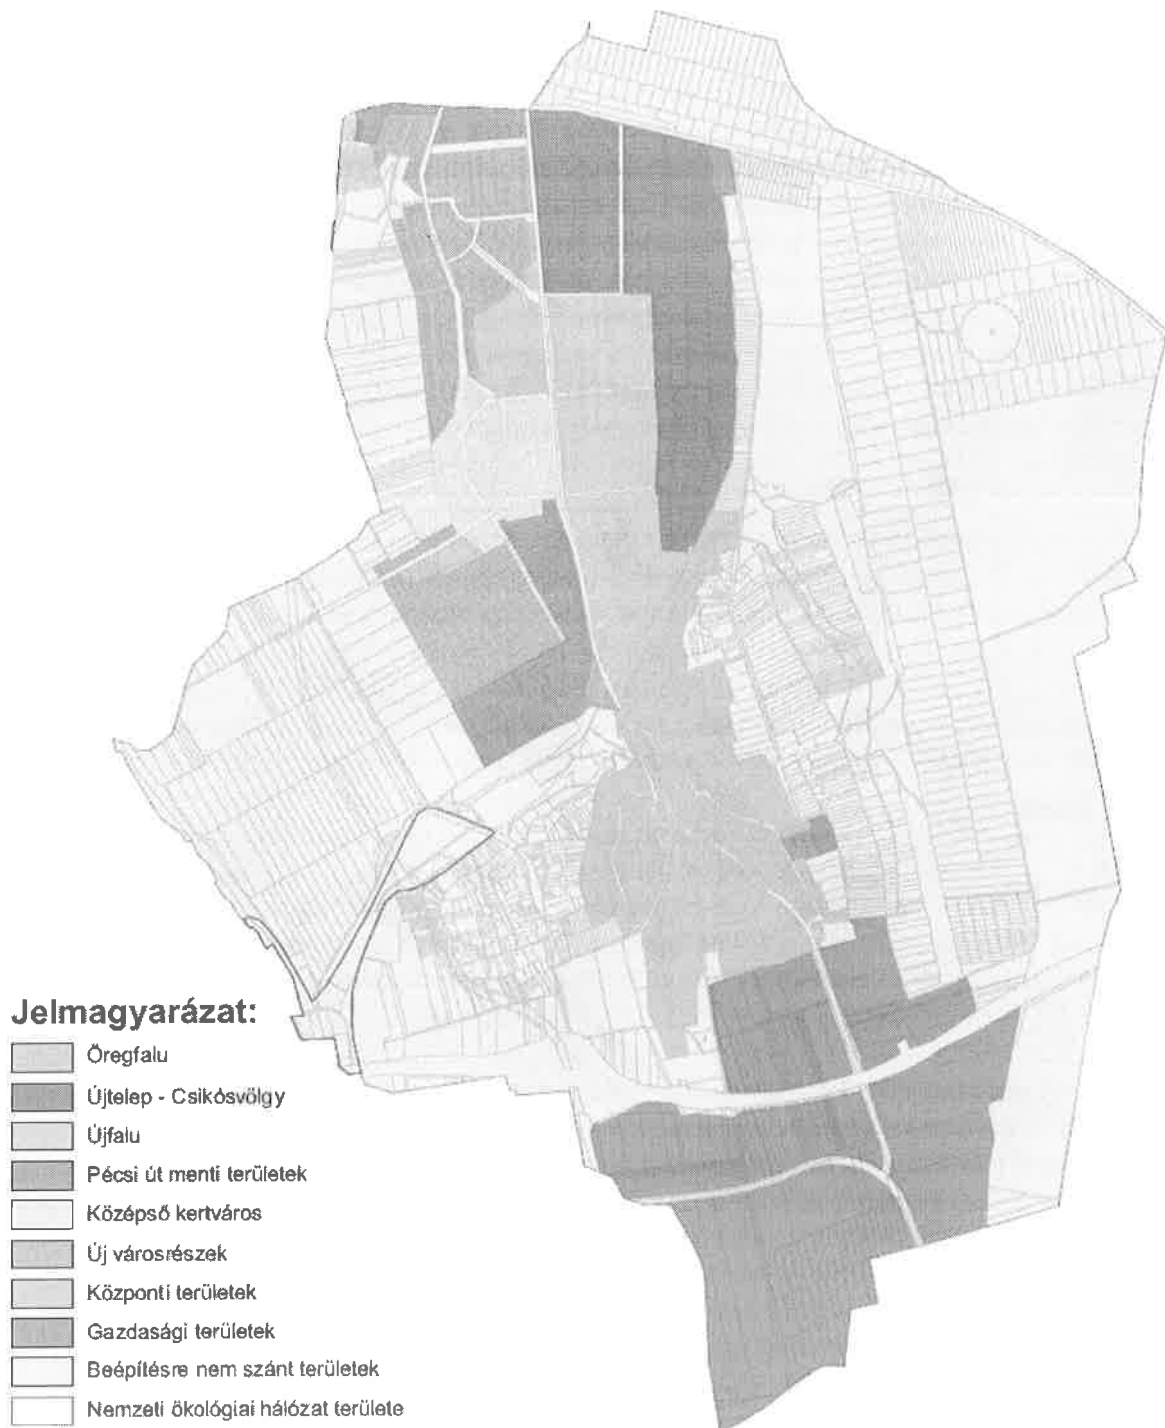 Jelmagyarázat:
Öregfalu
Újtelep - Csikósvölgy
Újfalu
Pécsi út menti területek
Középső kertváros
Új városrészek
Központi területek
Gazdasági területek
Beépítésre nem szánt területek
Nemzeti ökológiai hálózat területe